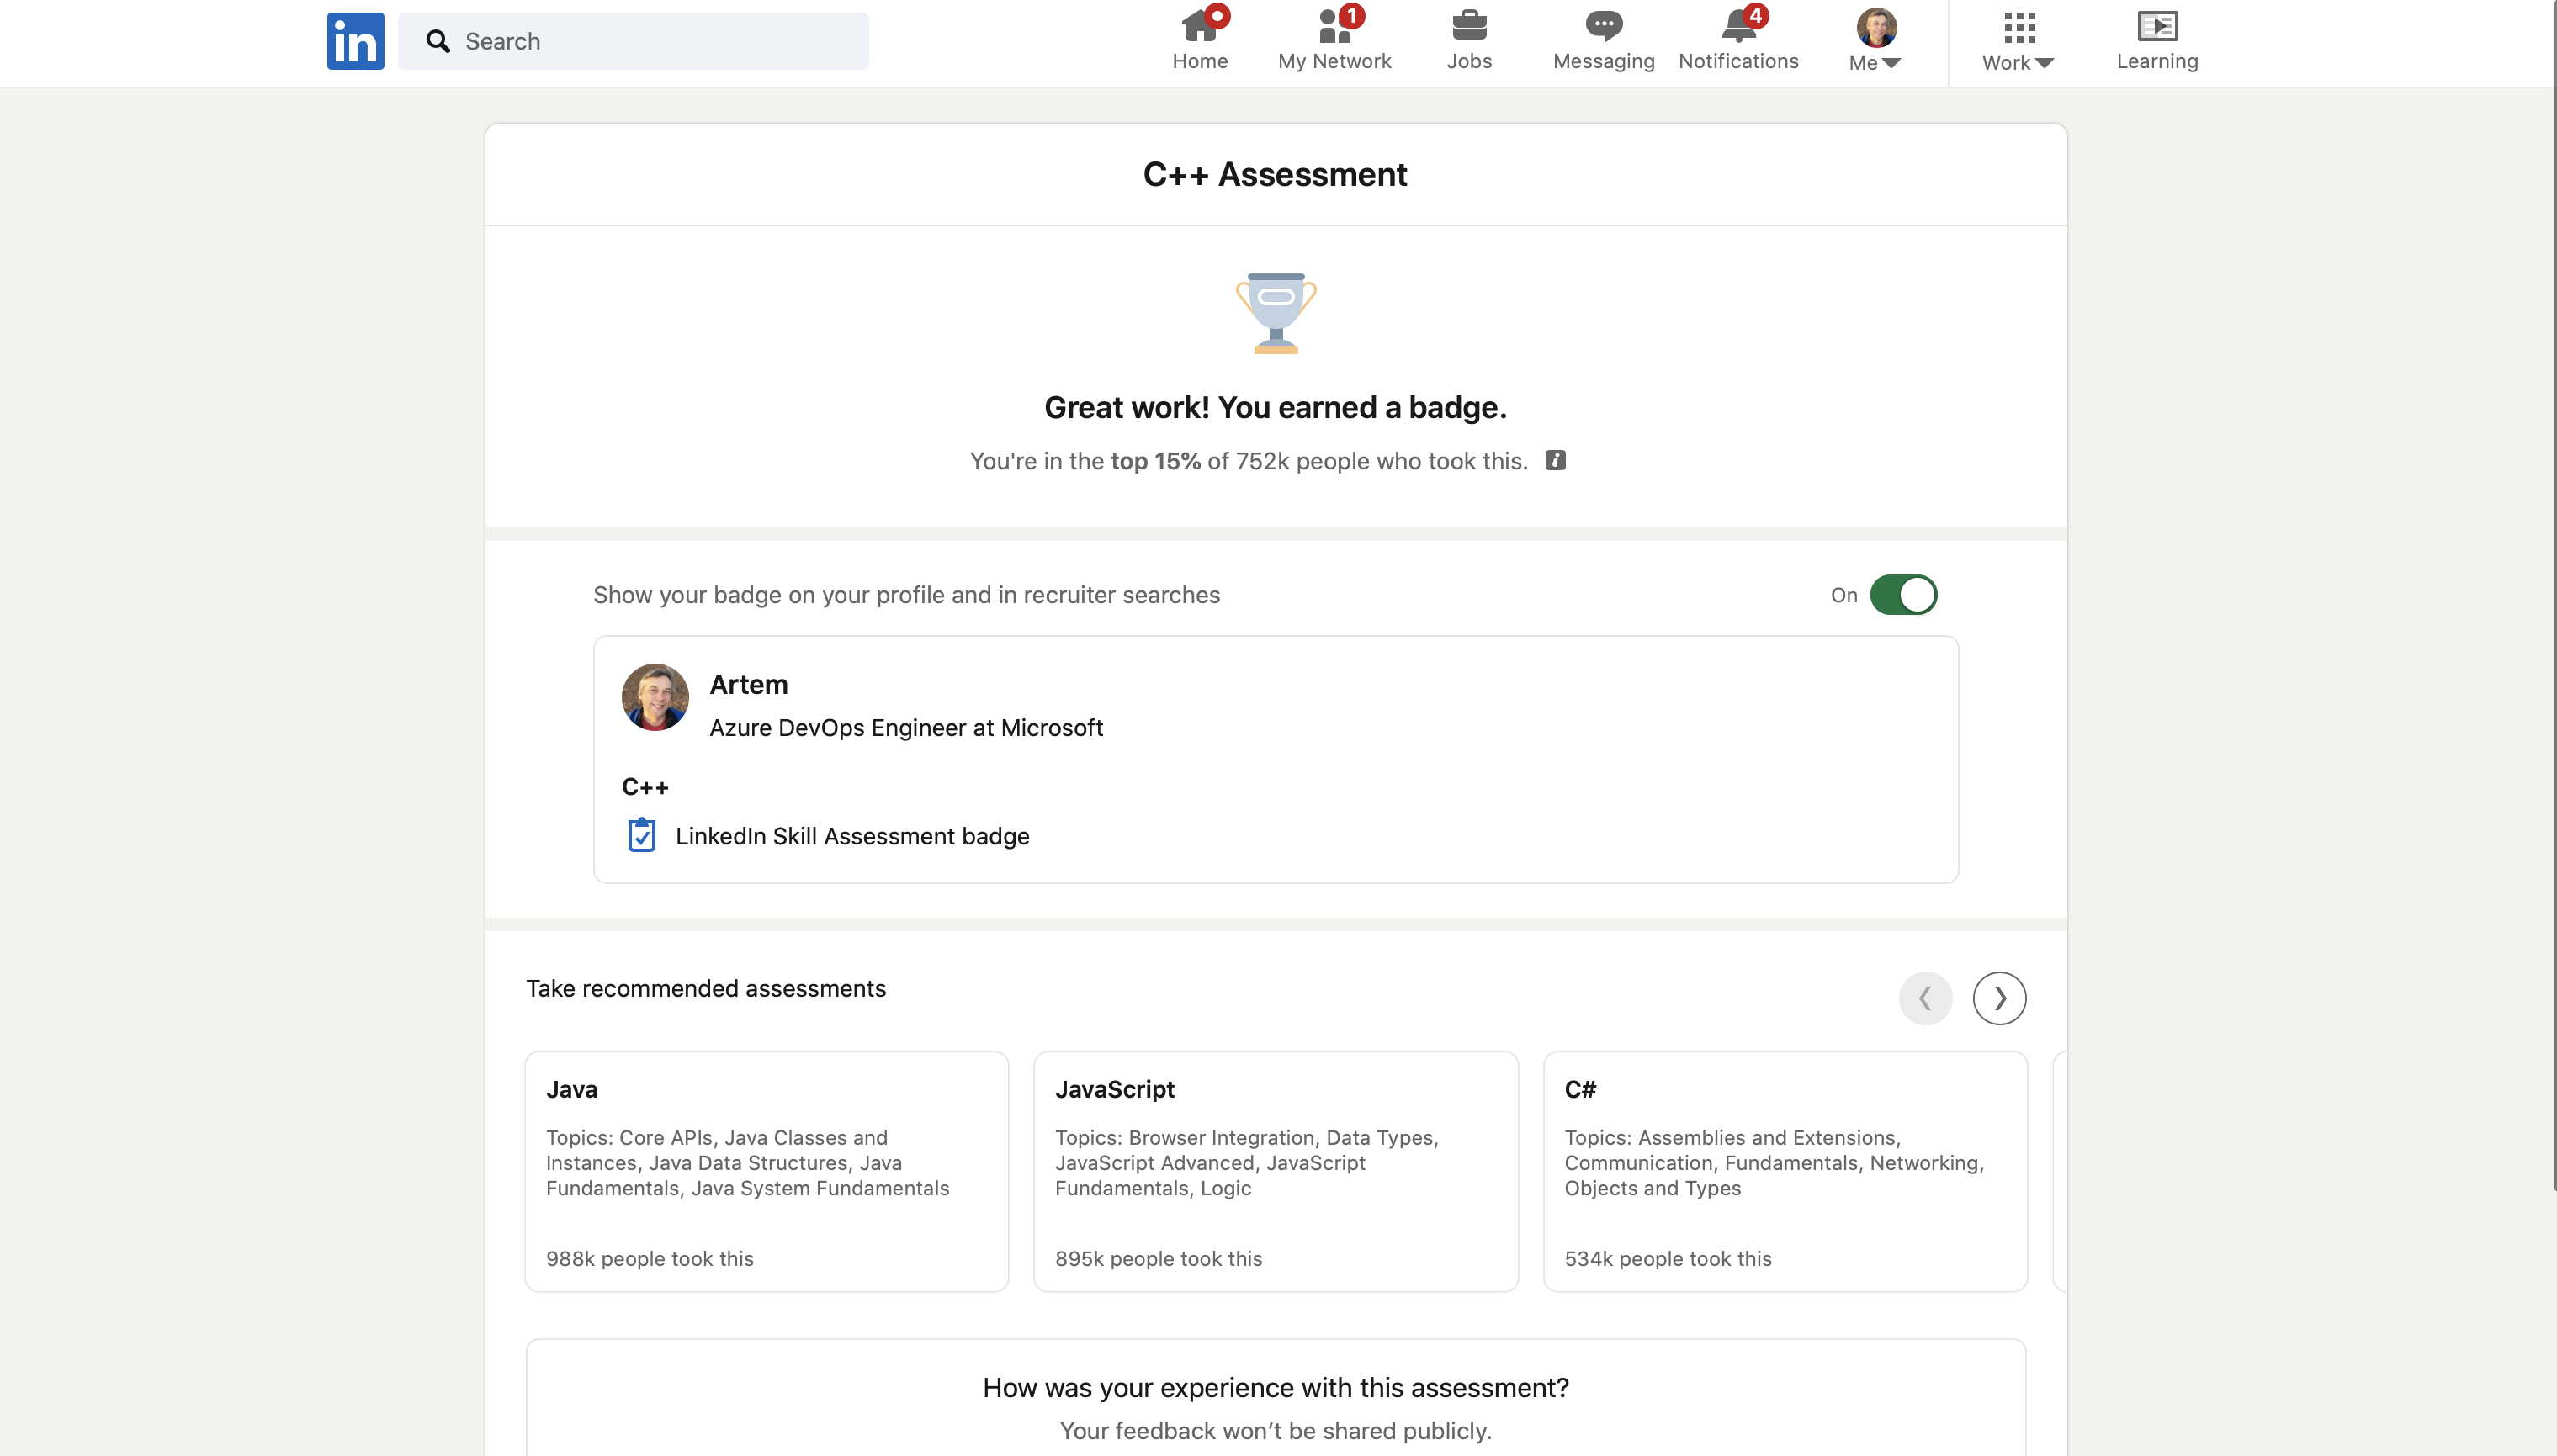 in
Search
Home
1
My Network
Jobs
Messaging
4
Notifications
Me
Work
Learning
C++ Assessment
Great work! You earned a badge.
You're in the top 15% of 752k people who took this.
Show your badge on your profile and in recruiter searches
On
Artem
Azure DevOps Engineer at Microsoft
C++
LinkedIn Skill Assessment badge
Take recommended assessments
Java
Topics: Core APIs, Java Classes and
Instances, Java Data Structures, Java
Fundamentals, Java System Fundamentals
988k people took this
JavaScript
Topics: Browser Integration, Data Types,
JavaScript Advanced, JavaScript
Fundamentals, Logic
895k people took this
C#
Topics: Assemblies and Extensions,
Communication, Fundamentals, Networking,
Objects and Types
534k people took this
How was your experience with this assessment?
Your feedback won’t be shared publicly.